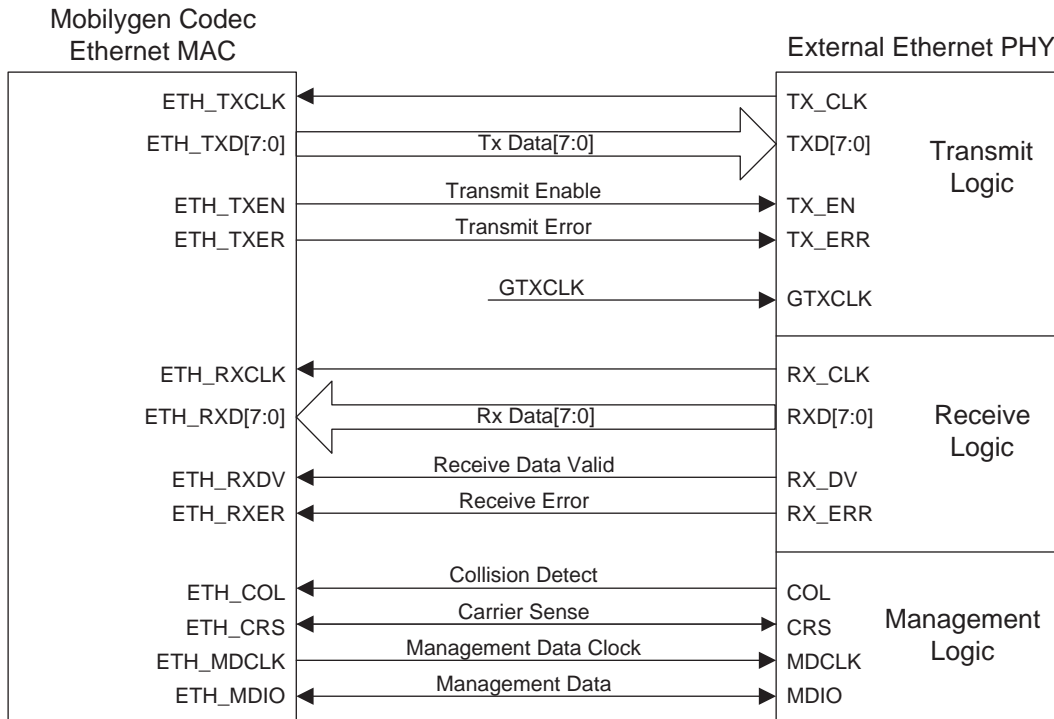 Mobilygen Codec
Ethernet MAC
External Ethernet PHY
ETH_TXCLK TX_CLK
ETH_TXD[7:0] Tx Data[7:0] TXD[7:0]
Transmit
Logic
ETH_TXEN Transmit Enable TX_EN
ETH_TXER Transmit Error TX_ERR
GTXCLK GTXCLK
ETH_RXCLK RX_CLK
ETH_RXD[7:0] Rx Data[7:0] RXD[7:0]
Receive
Logic
ETH_RXDV Receive Data Valid RX_DV
ETH_RXER Receive Error RX_ERR
ETH_COL Collision Detect COL
ETH_CRS Carrier Sense CRS
Management
Logic
ETH_MDCLK Management Data Clock MDCLK
ETH_MDIO Management Data MDIO